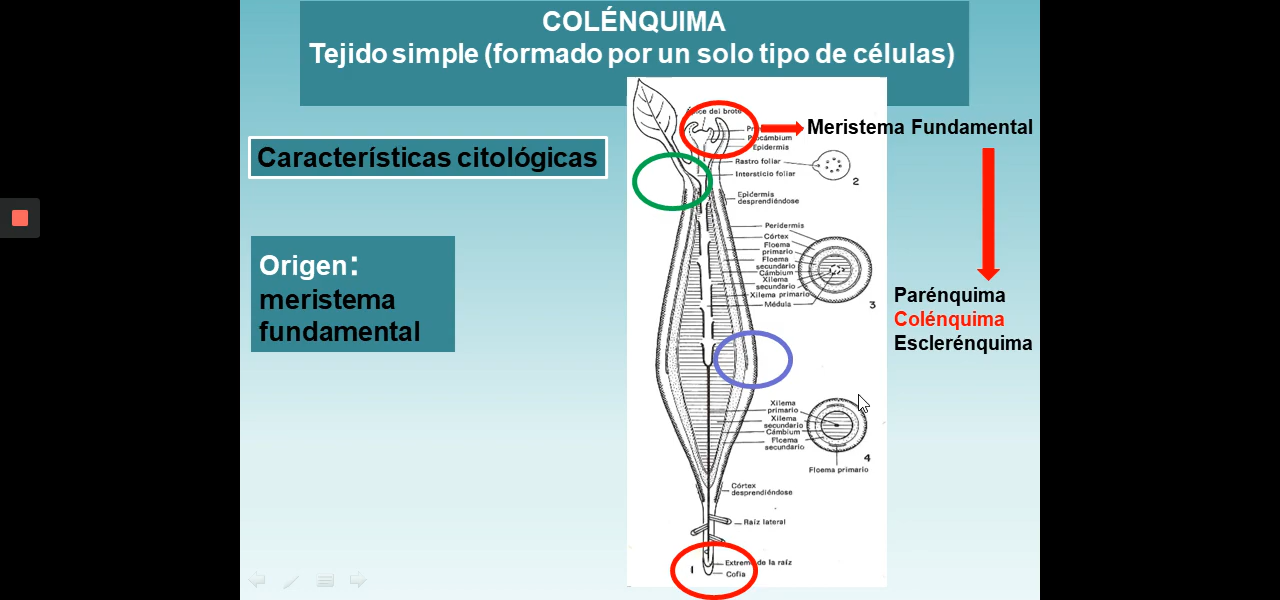 COLÉNQUIMA
Tejido simple (formado por un solo tipo de células)
Características citológicas
Origen:
meristema
fundamental
Meristema Fundamental
Parénquima
Colénquima
Esclerénquima
del brote
Procámbium
Epidermis
Rastro foliar
Intersticio foliar
2
Epidermis
desprendiéndose
Peridermis
Córtex
Floema
primario
Floema
secundario
Cámbium
Xilema
secundario
Xilema primario
Médula
3
Xilema
primario
Xilema
secundario
Cámbium
Floema
secundario
4
Floema primario
Córtex
desprendiéndose
Raíz lateral
1
Extremo de la raíz
Cofia